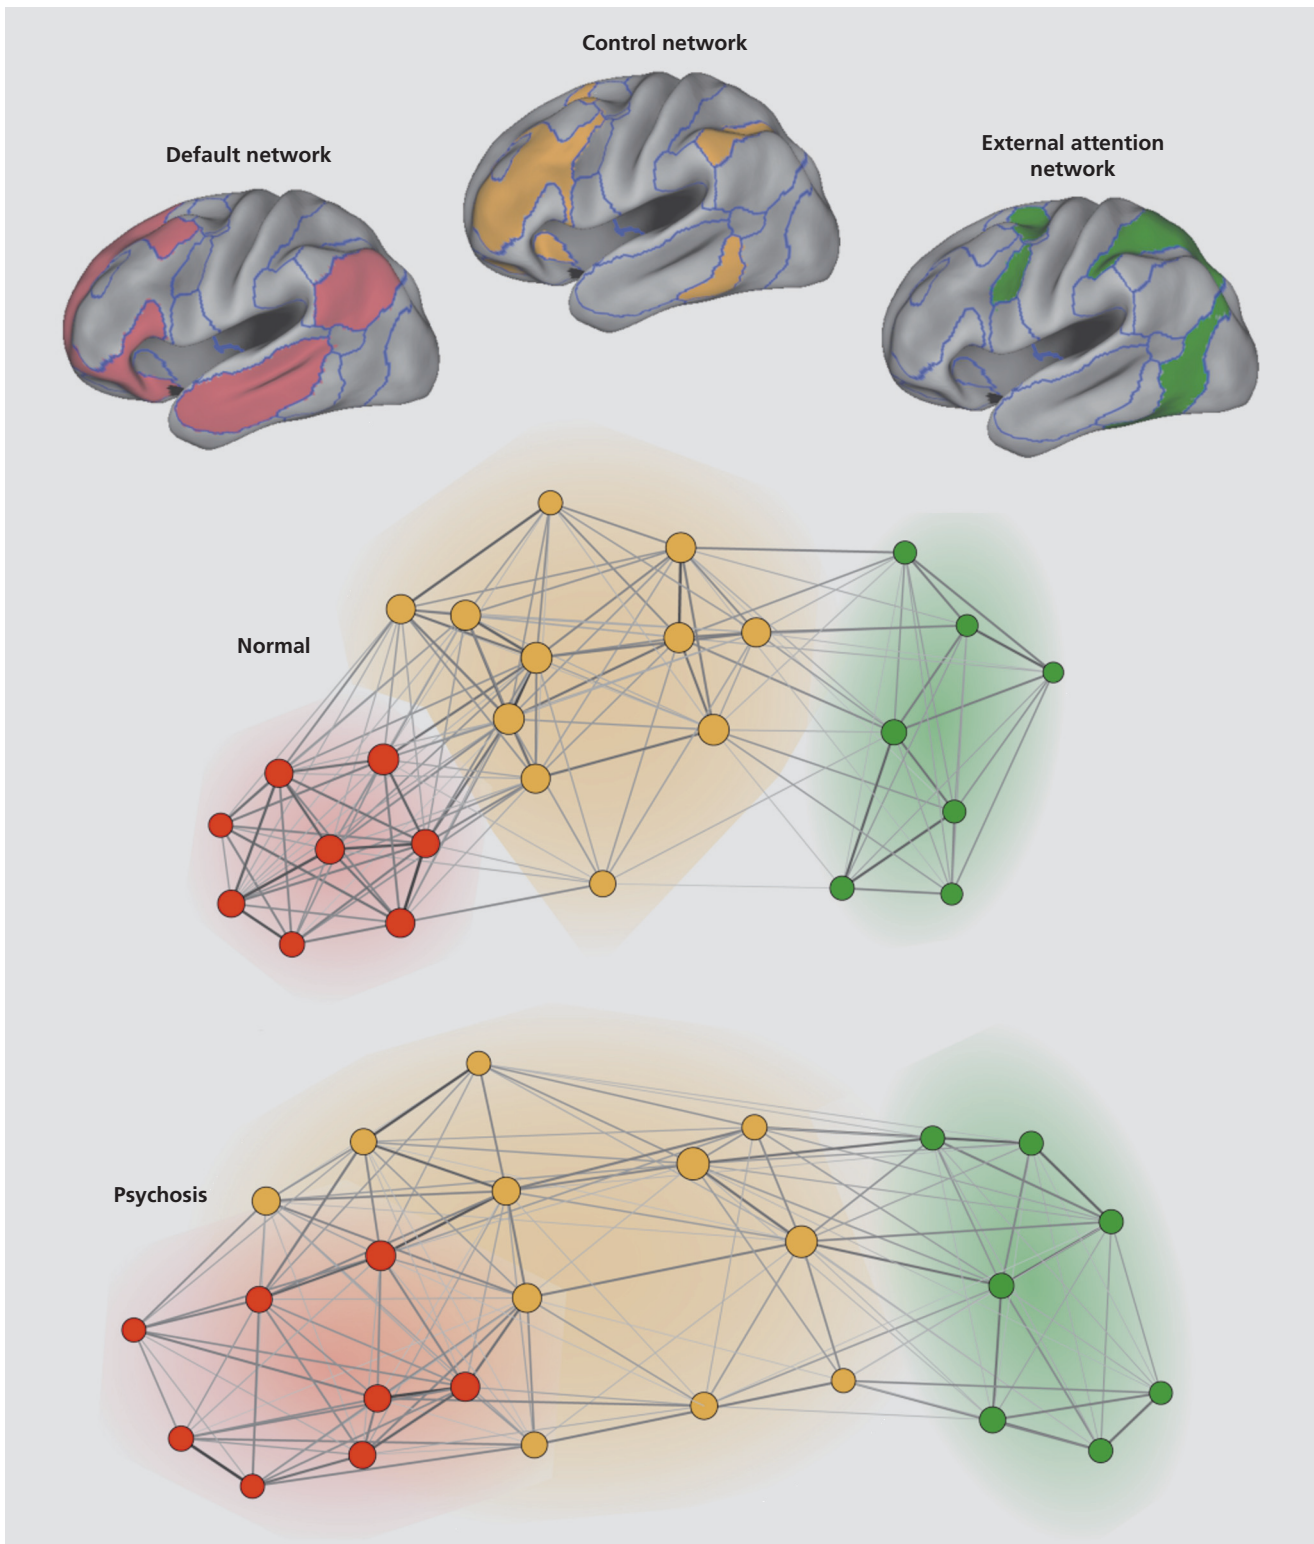 Control network
Default network
External attention
network
Normal
Psychosis